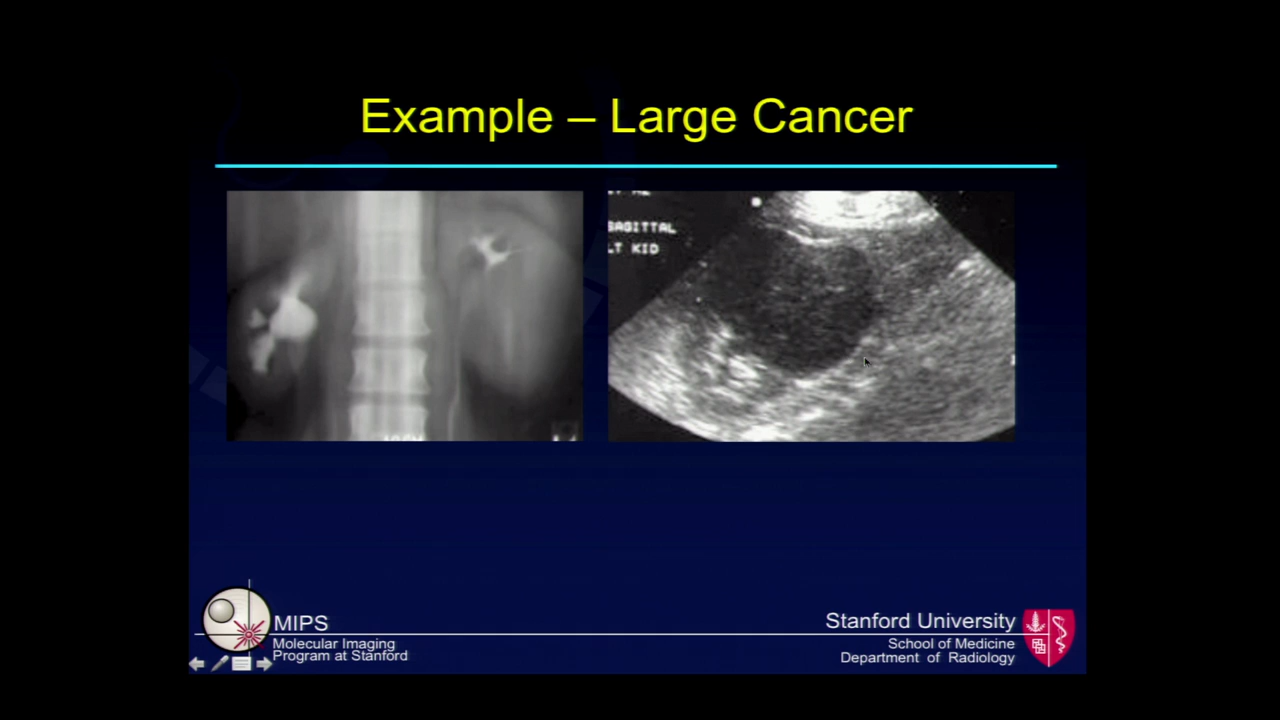 Example – Large Cancer
SAGITTAL
LT KID
MIPS
Molecular Imaging
Program at Stanford
Stanford University
School of Medicine
Department of Radiology